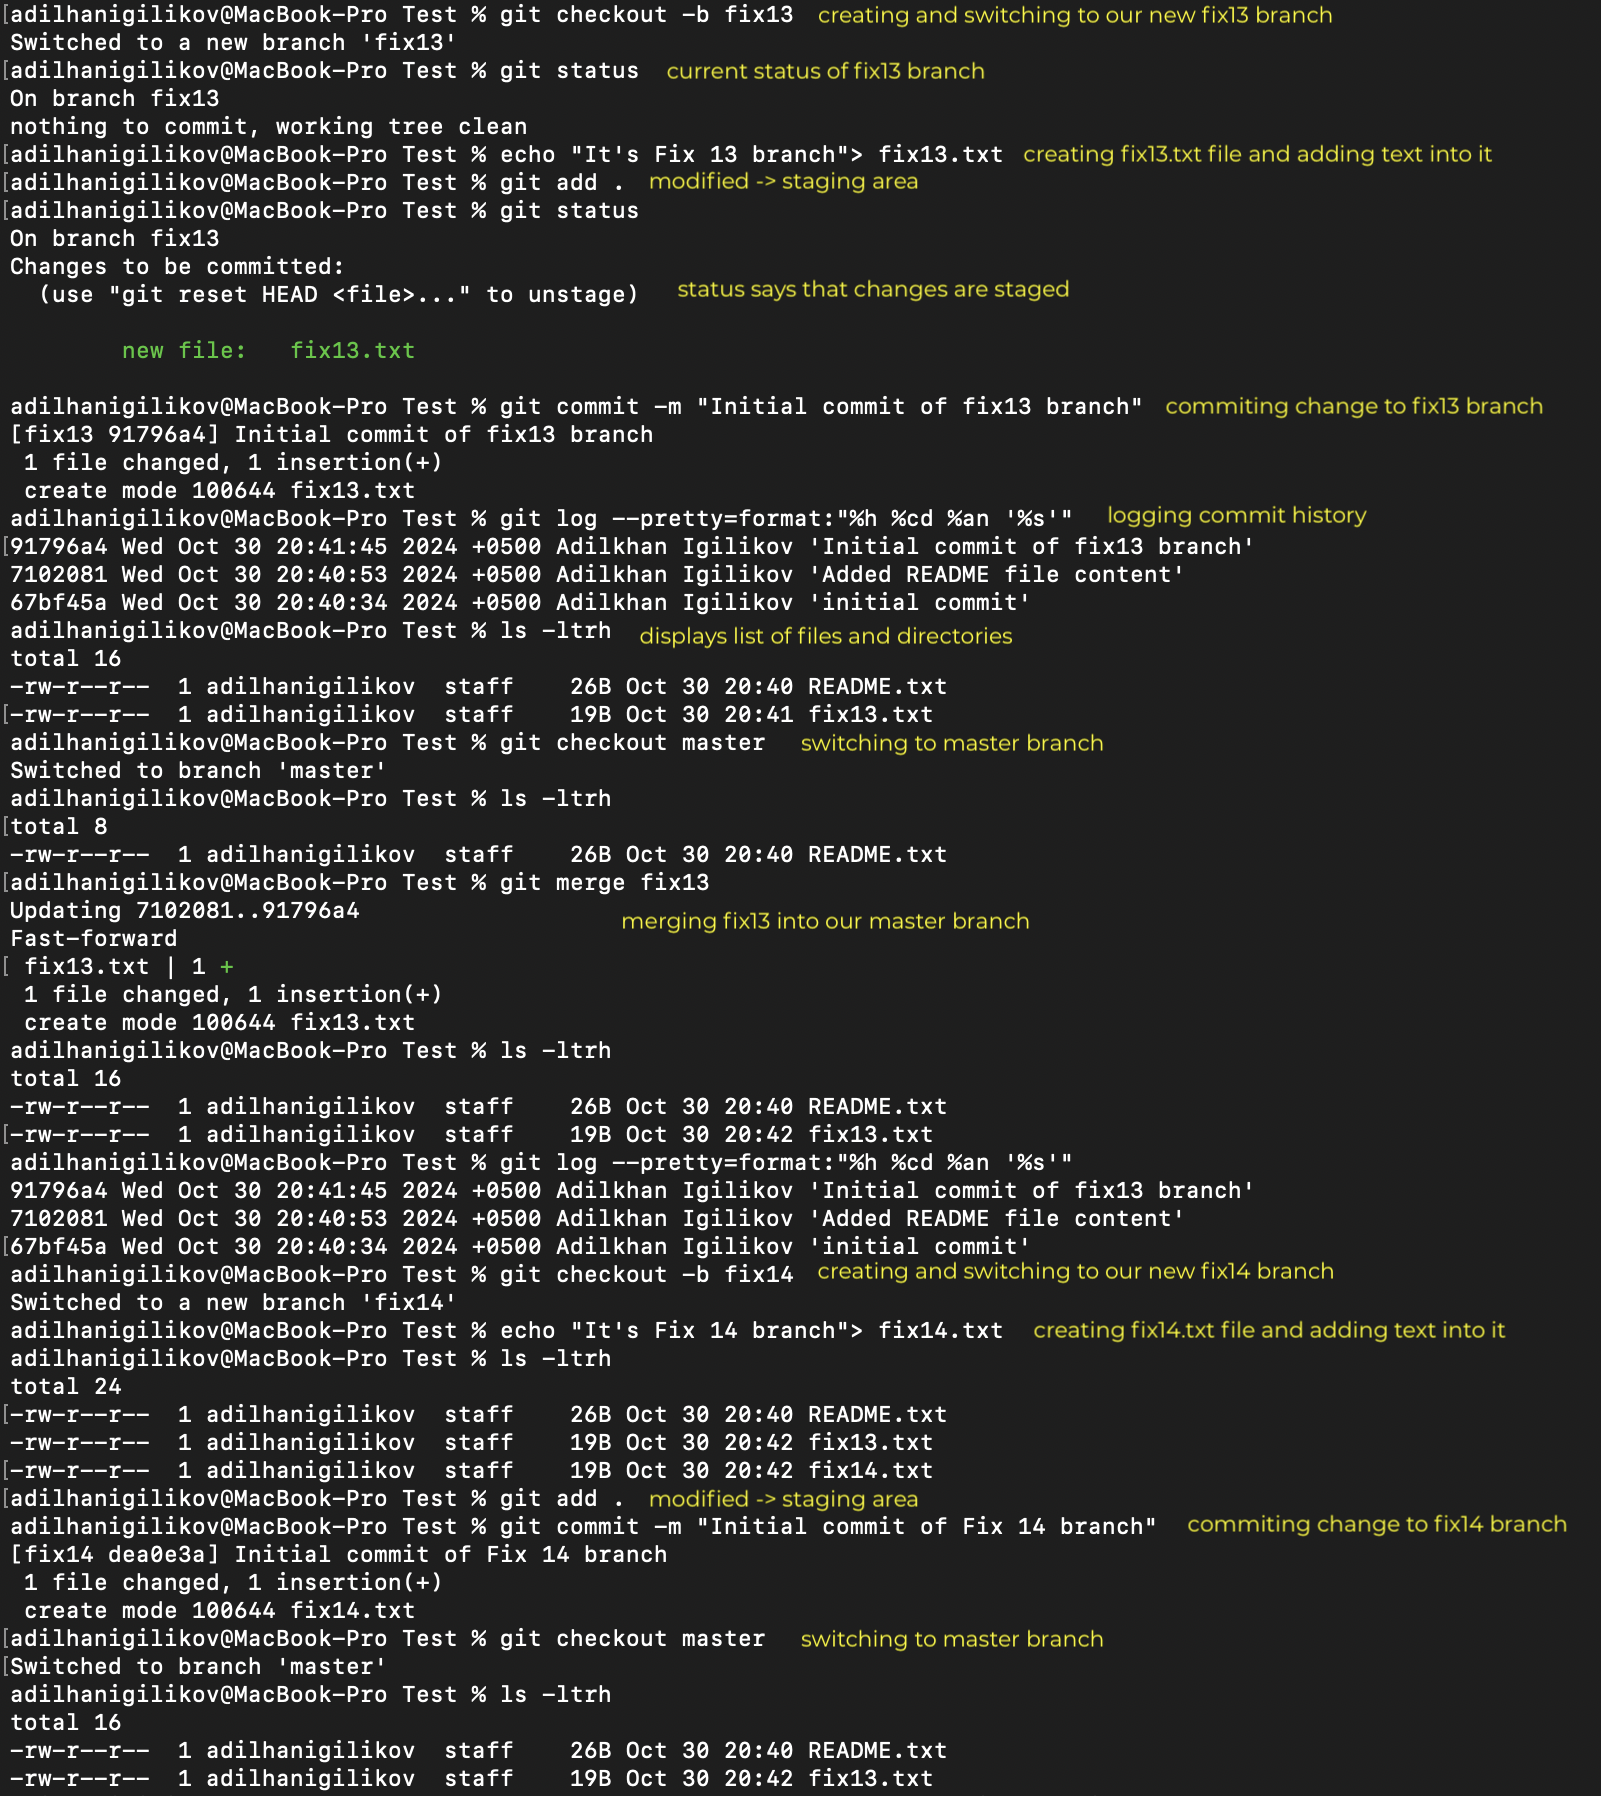 [adilhanigilikov@MacBook-Pro Test % git checkout -b fix13 creating and switching to our new fix13 branch
Switched to a new branch 'fix13'
[adilhanigilikov@MacBook-Pro Test % git status current status of fix13 branch
On branch fix13
nothing to commit, working tree clean
[adilhanigilikov@MacBook-Pro Test % echo "It's Fix 13 branch"> fix13.txt creating fix13.txt file and adding text into it
[adilhanigilikov@MacBook-Pro Test % git add . modified -> staging area
[adilhanigilikov@MacBook-Pro Test % git status
On branch fix13
Changes to be committed:
  (use "git reset HEAD <file>..." to unstage) status says that changes are staged
        new file:   fix13.txt
adilhanigilikov@MacBook-Pro Test % git commit -m "Initial commit of fix13 branch" commiting change to fix13 branch
[fix13 91796a4] Initial commit of fix13 branch
 1 file changed, 1 insertion(+)
 create mode 100644 fix13.txt
adilhanigilikov@MacBook-Pro Test % git log --pretty=format:"%h %cd %an '%s'" logging commit history
[91796a4 Wed Oct 30 20:41:45 2024 +0500 Adilkhan Igilikov 'Initial commit of fix13 branch'
7102081 Wed Oct 30 20:40:53 2024 +0500 Adilkhan Igilikov 'Added README file content'
67bf45a Wed Oct 30 20:40:34 2024 +0500 Adilkhan Igilikov 'initial commit'
adilhanigilikov@MacBook-Pro Test % ls -ltrh displays list of files and directories
total 16
-rw-r--r--  1 adilhanigilikov  staff    26B Oct 30 20:40 README.txt
[-rw-r--r--  1 adilhanigilikov  staff    19B Oct 30 20:41 fix13.txt
adilhanigilikov@MacBook-Pro Test % git checkout master switching to master branch
Switched to branch 'master'
adilhanigilikov@MacBook-Pro Test % ls -ltrh
[total 8
-rw-r--r--  1 adilhanigilikov  staff    26B Oct 30 20:40 README.txt
[adilhanigilikov@MacBook-Pro Test % git merge fix13
Updating 7102081..91796a4
merging fix13 into our master branch
Fast-forward
[ fix13.txt | 1 +
 1 file changed, 1 insertion(+)
 create mode 100644 fix13.txt
adilhanigilikov@MacBook-Pro Test % ls -ltrh
total 16
-rw-r--r--  1 adilhanigilikov  staff    26B Oct 30 20:40 README.txt
[-rw-r--r--  1 adilhanigilikov  staff    19B Oct 30 20:42 fix13.txt
adilhanigilikov@MacBook-Pro Test % git log --pretty=format:"%h %cd %an '%s'"
91796a4 Wed Oct 30 20:41:45 2024 +0500 Adilkhan Igilikov 'Initial commit of fix13 branch'
7102081 Wed Oct 30 20:40:53 2024 +0500 Adilkhan Igilikov 'Added README file content'
[67bf45a Wed Oct 30 20:40:34 2024 +0500 Adilkhan Igilikov 'initial commit'
adilhanigilikov@MacBook-Pro Test % git checkout -b fix14 creating and switching to our new fix14 branch
Switched to a new branch 'fix14'
adilhanigilikov@MacBook-Pro Test % echo "It's Fix 14 branch"> fix14.txt creating fix14.txt file and adding text into it
adilhanigilikov@MacBook-Pro Test % ls -ltrh
total 24
[-rw-r--r--  1 adilhanigilikov  staff    26B Oct 30 20:40 README.txt
-rw-r--r--  1 adilhanigilikov  staff    19B Oct 30 20:42 fix13.txt
[-rw-r--r--  1 adilhanigilikov  staff    19B Oct 30 20:42 fix14.txt
[adilhanigilikov@MacBook-Pro Test % git add . modified -> staging area
adilhanigilikov@MacBook-Pro Test % git commit -m "Initial commit of Fix 14 branch" commiting change to fix14 branch
[fix14 dea0e3a] Initial commit of Fix 14 branch
 1 file changed, 1 insertion(+)
 create mode 100644 fix14.txt
[adilhanigilikov@MacBook-Pro Test % git checkout master switching to master branch
[Switched to branch 'master'
adilhanigilikov@MacBook-Pro Test % ls -ltrh
total 16
-rw-r--r--  1 adilhanigilikov  staff    26B Oct 30 20:40 README.txt
-rw-r--r--  1 adilhanigilikov  staff    19B Oct 30 20:42 fix13.txt